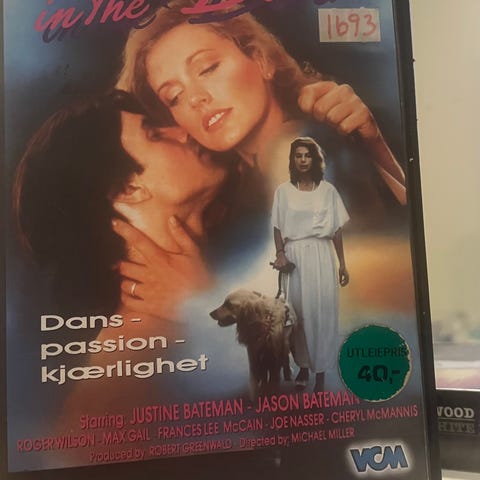 in The
1693
Dans -
passion -
kjærlighet
UTLEIEPRIS
40,-
Starring: JUSTINE BATEMAN - JASON BATEMAN
ROGER WILSON - MAX GAIL - FRANCES LEE McCAIN - JOE NASSER - CHERYL McMANNIS
Produced by: ROBERT GREENWALD - Directed by: MICHAEL MILLER
VCM
WOOD
WHITE